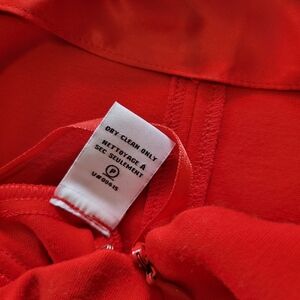 DRY CLEAN ONLY
NETTOYAGE A
SEC SEULEMENT
P